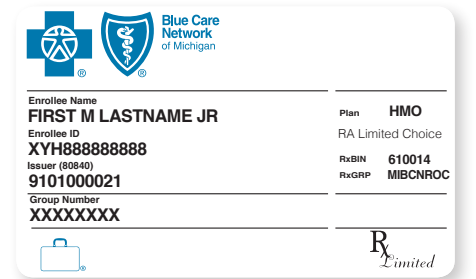 Blue Care
Network
of Michigan
Enrollee Name
FIRST M LASTNAME JR
Enrollee ID
XYH888888888
Issuer (80840)
9101000021
Group Number
XXXXXXXX
Plan HMO
RA Limited Choice
RxBIN 610014
RxGRP MIBCNROC
Rx Limited
® ® ®